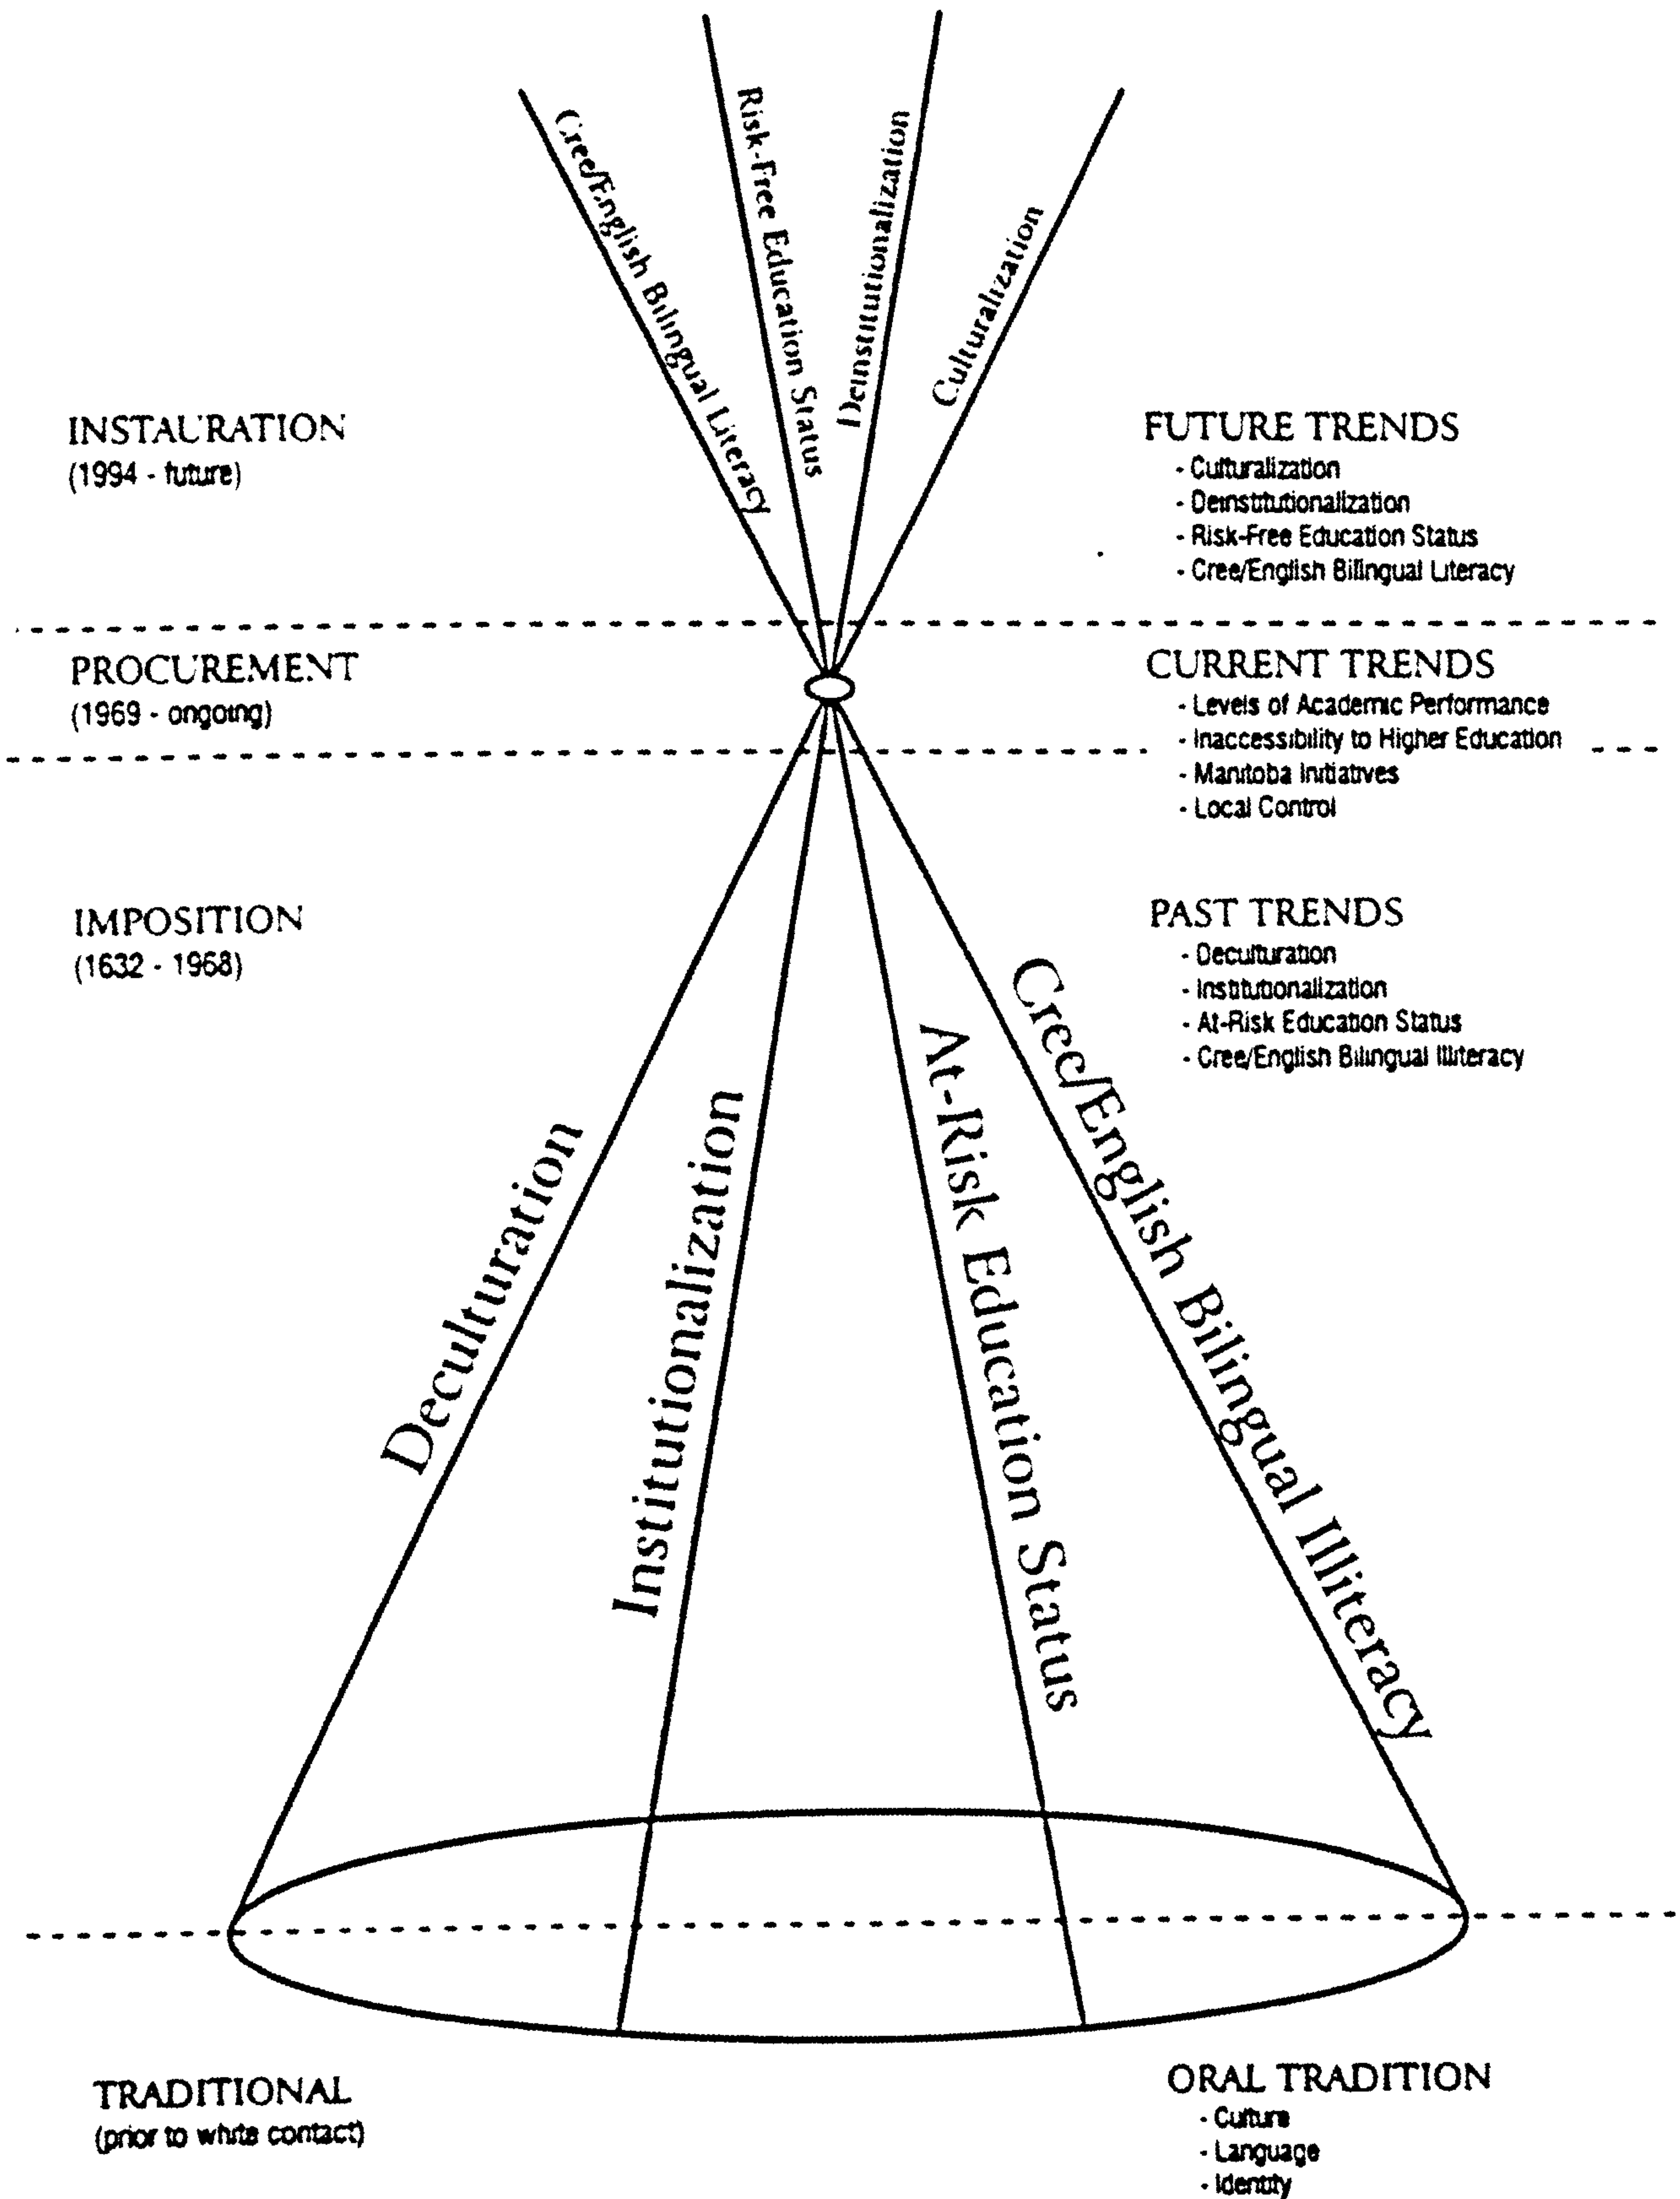 Cree/English Bilingual Literacy
Risk-Free Education Status
Deinstitutionalization
Culturalization
INSTAURATION
(1994 - future)
FUTURE TRENDS
- Culturalization
- Deinstitutionalization
- Risk-Free Education Status
- Cree/English Bilingual Literacy
PROCUREMENT
(1969 - ongoing)
CURRENT TRENDS
- Levels of Academic Performance
- Inaccessibility to Higher Education
- Manitoba Initiatives
- Local Control
IMPOSITION
(1632 - 1968)
PAST TRENDS
- Deculturation
- Institutionalization
- At-Risk Education Status
- Cree/English Bilingual Illiteracy
Deculturation
Institutionalization
At-Risk Education Status
Cree/English Bilingual Illiteracy
TRADITIONAL
(prior to white contact)
ORAL TRADITION
- Culture
- Language
- Identity